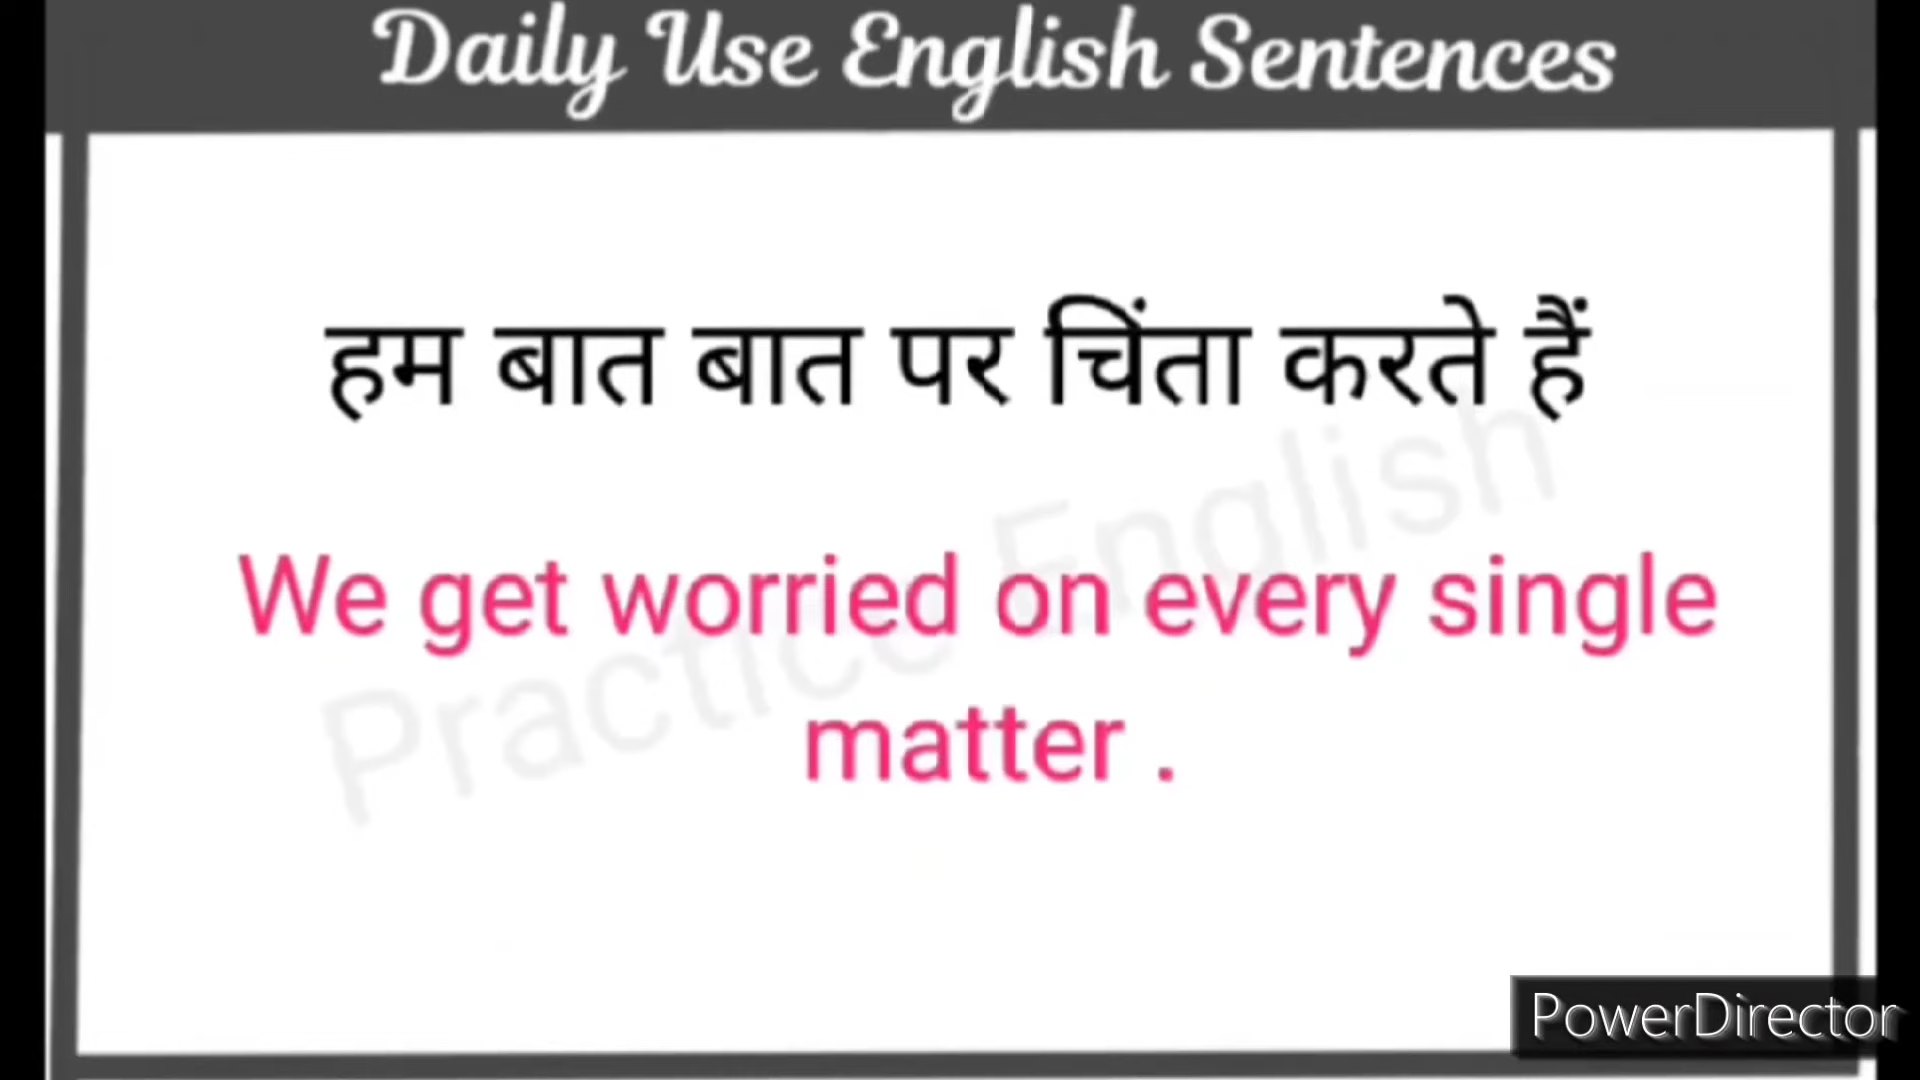 Daily Use English Sentences
हम बात बात पर चिंता करते हैं
We get worried on every single
matter .
Practice English
PowerDirector